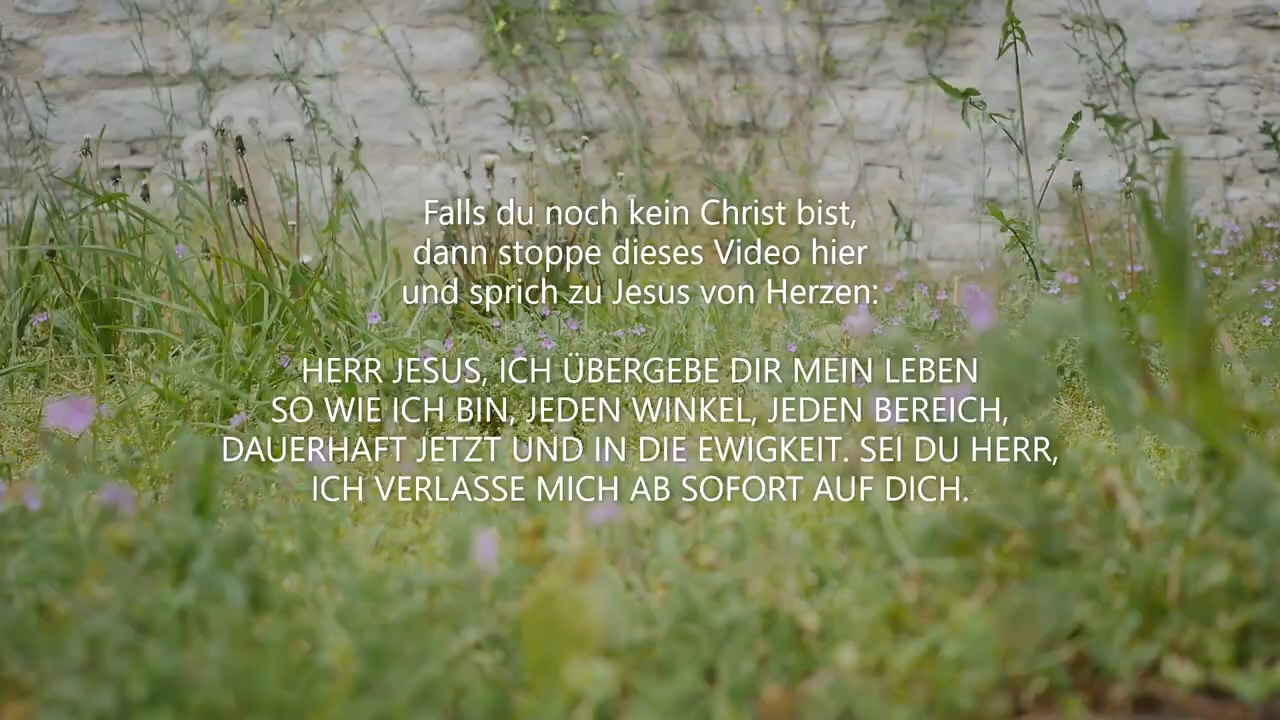 Falls du noch kein Christ bist,
dann stoppe dieses Video hier
und sprich zu Jesus von Herzen:
HERR JESUS, ICH ÜBERGEBE DIR MEIN LEBEN
SO WIE ICH BIN, JEDEN WINKEL, JEDEN BEREICH,
DAUERHAFT JETZT UND IN DIE EWIGKEIT. SEI DU HERR,
ICH VERLASSE MICH AB SOFORT AUF DICH.